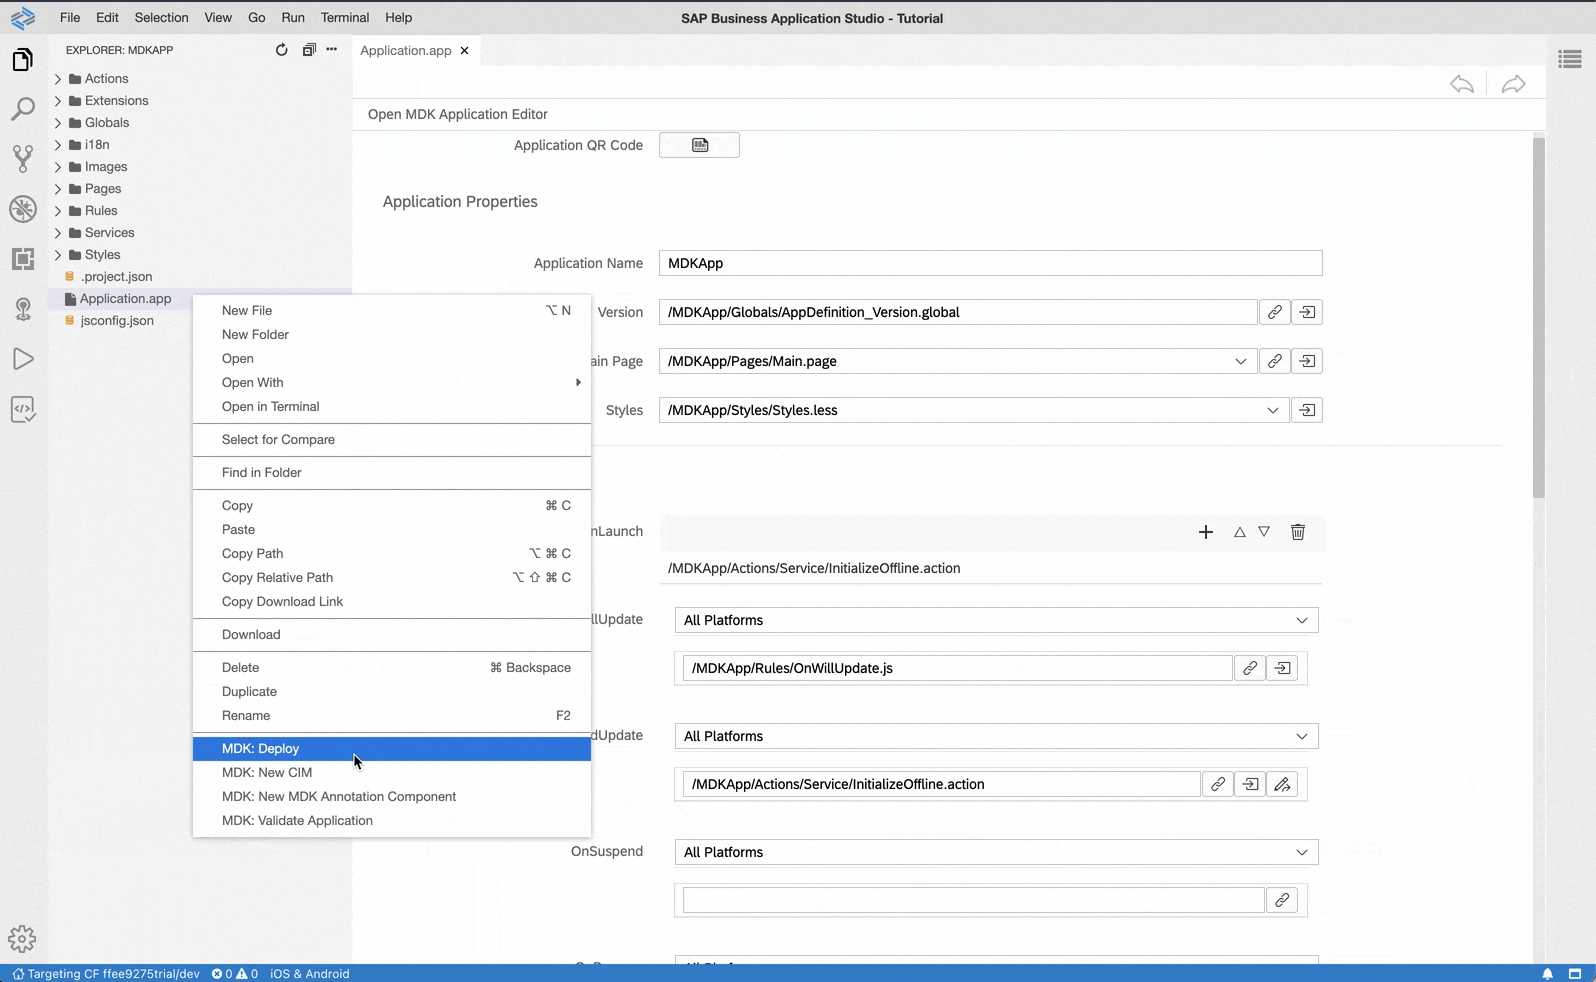 File Edit Selection View Go Run Terminal Help
SAP Business Application Studio - Tutorial
EXPLORER: MDKAPP
Actions
Extensions
Globals
i18n
Images
Pages
Rules
Services
Styles
.project.json
Application.app
jsconfig.json
New File ⌥ N
New Folder
Open
Open With
Open in Terminal
Select for Compare
Find in Folder
Copy ⌘ C
Paste
Copy Path ⌥ ⌘ C
Copy Relative Path ⌥ ⇧ ⌘ C
Copy Download Link
Download
Delete ⌘ Backspace
Duplicate
Rename F2
MDK: Deploy
MDK: New CIM
MDK: New MDK Annotation Component
MDK: Validate Application
Application.app
Open MDK Application Editor
Application QR Code
Application Properties
Application Name MDKApp
Version /MDKApp/Globals/AppDefinition_Version.global
ain Page /MDKApp/Pages/Main.page
Styles /MDKApp/Styles/Styles.less
nLaunch
/MDKApp/Actions/Service/InitializeOffline.action
llUpdate All Platforms
/MDKApp/Rules/OnWillUpdate.js
dUpdate All Platforms
/MDKApp/Actions/Service/InitializeOffline.action
OnSuspend All Platforms
Targeting CF ffee9275trial/dev 0 0 iOS & Android